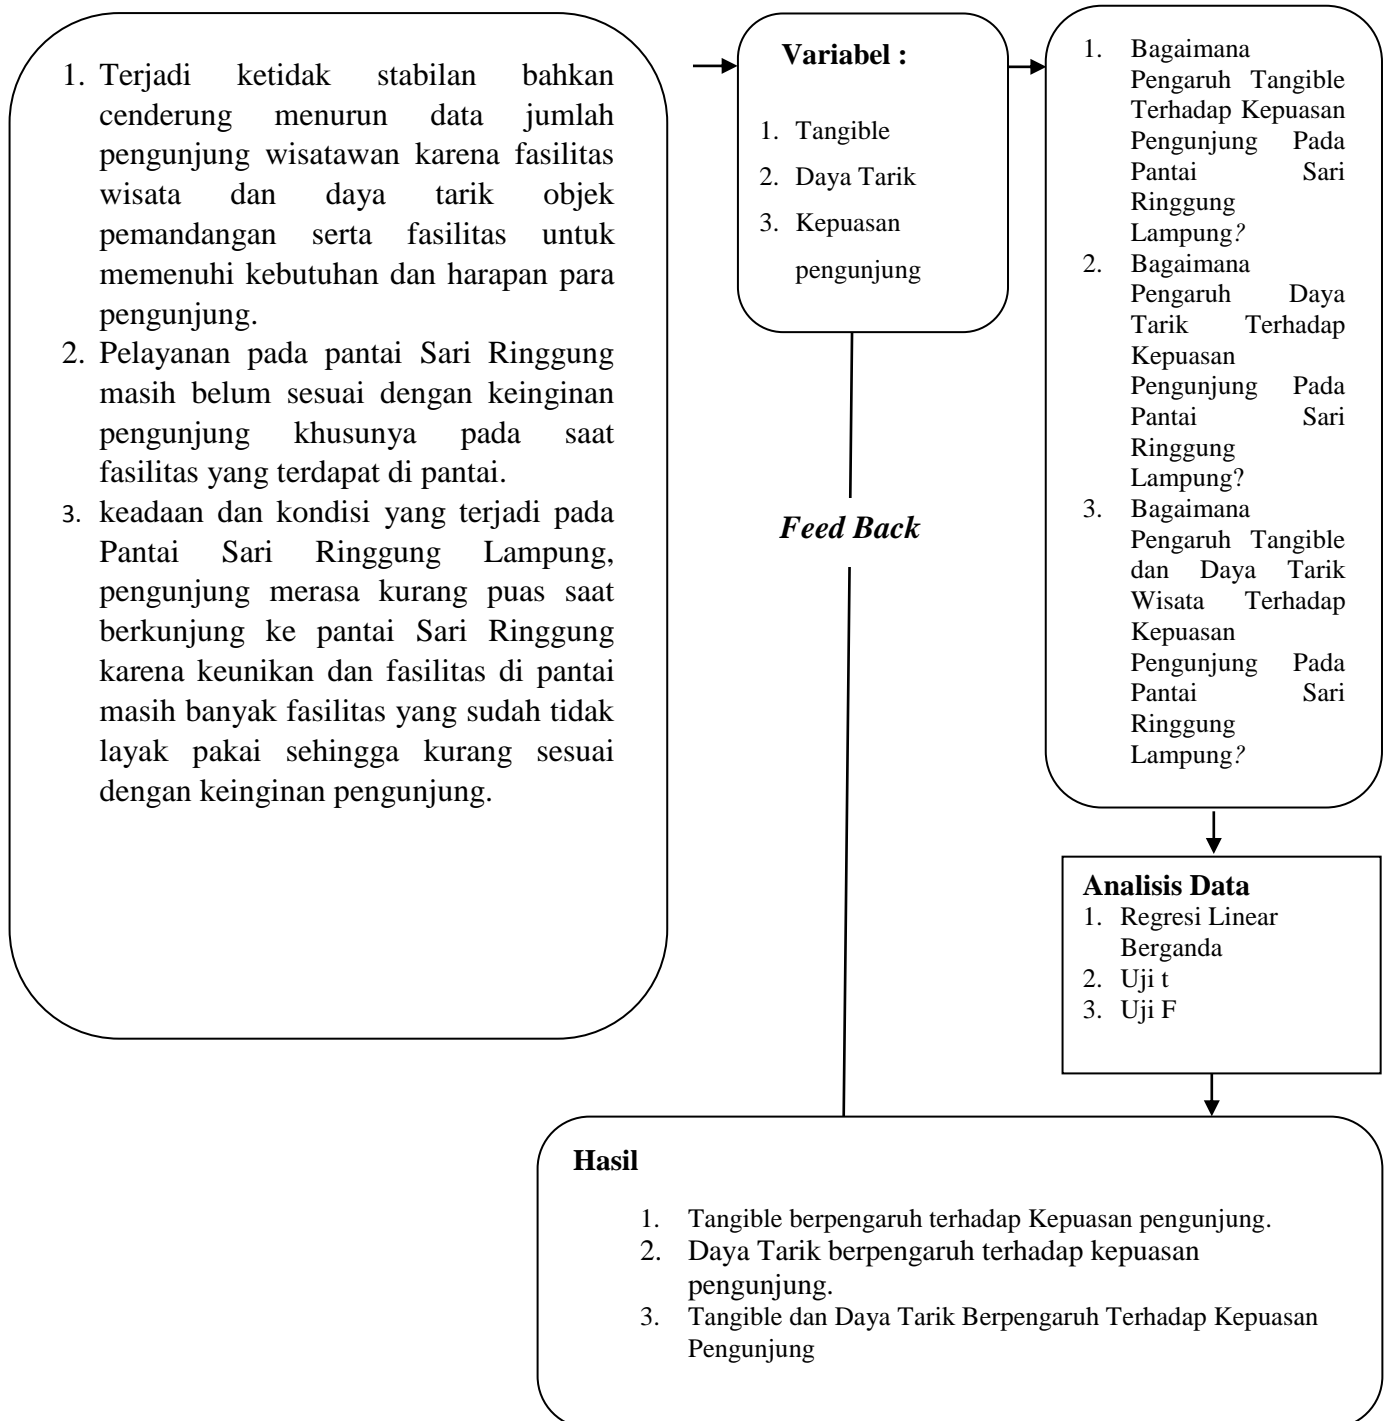 1. Terjadi ketidak stabilan bahkan
cenderung menurun data jumlah
pengunjung wisatawan karena fasilitas
wisata dan daya tarik objek
pemandangan serta fasilitas untuk
memenuhi kebutuhan dan harapan para
pengunjung.
2. Pelayanan pada pantai Sari Ringgung
masih belum sesuai dengan keinginan
pengunjung khusunya pada saat
fasilitas yang terdapat di pantai.
3. keadaan dan kondisi yang terjadi pada
Pantai Sari Ringgung Lampung,
pengunjung merasa kurang puas saat
berkunjung ke pantai Sari Ringgung
karena keunikan dan fasilitas di pantai
masih banyak fasilitas yang sudah tidak
layak pakai sehingga kurang sesuai
dengan keinginan pengunjung.
Variabel :
1. Tangible
2. Daya Tarik
3. Kepuasan
pengunjung
1. Bagaimana
Pengaruh Tangible
Terhadap Kepuasan
Pengunjung Pada
Pantai Sari
Ringgung
Lampung?
2. Bagaimana
Pengaruh Daya
Tarik Terhadap
Kepuasan
Pengunjung Pada
Pantai Sari
Ringgung
Lampung?
3. Bagaimana
Pengaruh Tangible
dan Daya Tarik
Wisata Terhadap
Kepuasan
Pengunjung Pada
Pantai Sari
Ringgung
Lampung?
Feed Back
Analisis Data
1. Regresi Linear
Berganda
2. Uji t
3. Uji F
Hasil
1. Tangible berpengaruh terhadap Kepuasan pengunjung.
2. Daya Tarik berpengaruh terhadap kepuasan
pengunjung.
3. Tangible dan Daya Tarik Berpengaruh Terhadap Kepuasan
Pengunjung